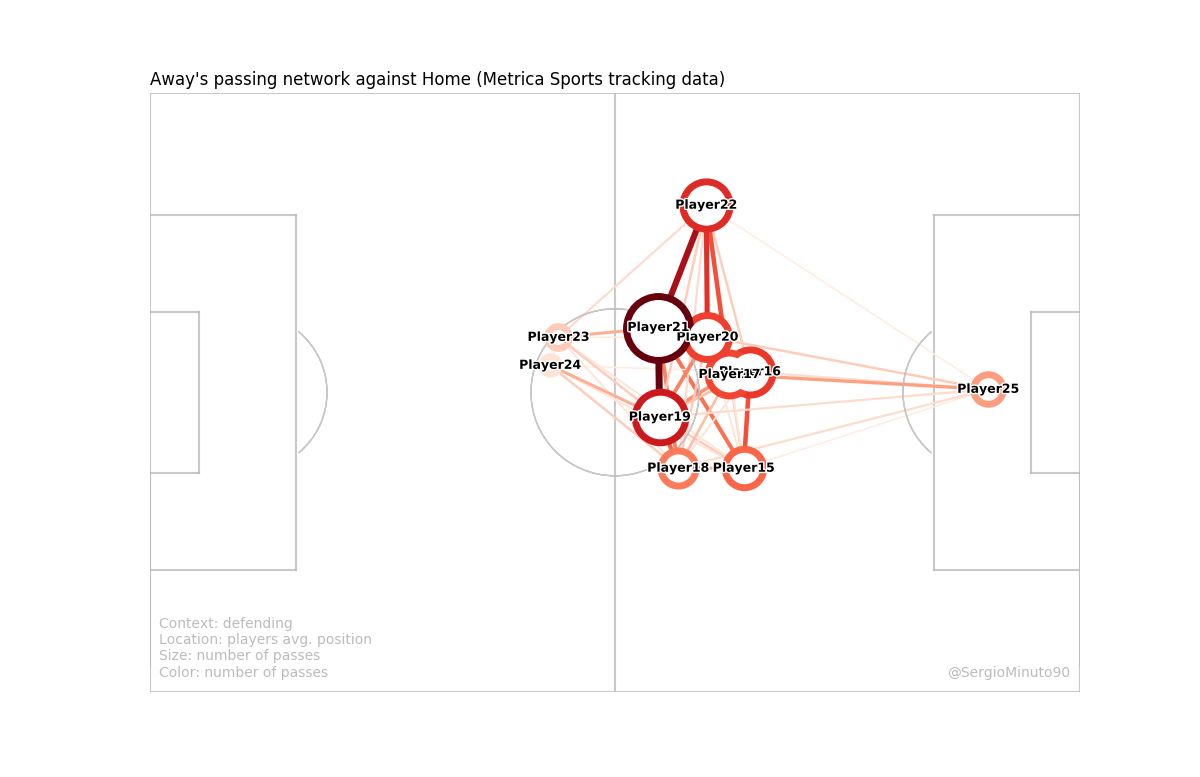 Away's passing network against Home (Metrica Sports tracking data)
Player22
Player21
Player20
Player23
Player24
Player17
Player16
Player25
Player19
Player18
Player15
Context: defending
Location: players avg. position
Size: number of passes
Color: number of passes
@SergioMinuto90